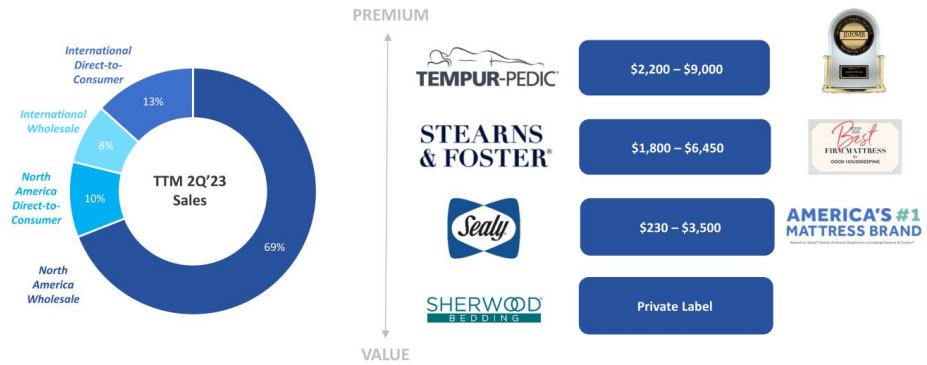 PREMIUM
International
Direct-to-
Consumer
International
Wholesale
North
America
Direct-to-
Consumer
North
America
Wholesale
13%
8%
10%
69%
TTM 2Q'23
Sales
TEMPUR-PEDIC®
$2,200 – $9,000
J.D. POWER
STEARNS
& FOSTER®
$1,800 – $6,450
Best
FIRM MATTRESS
BY
GOOD HOUSEKEEPING
Sealy
$230 – $3,500
AMERICA'S #1
MATTRESS BRAND
SHERWOOD®
BEDDING
Private Label
VALUE